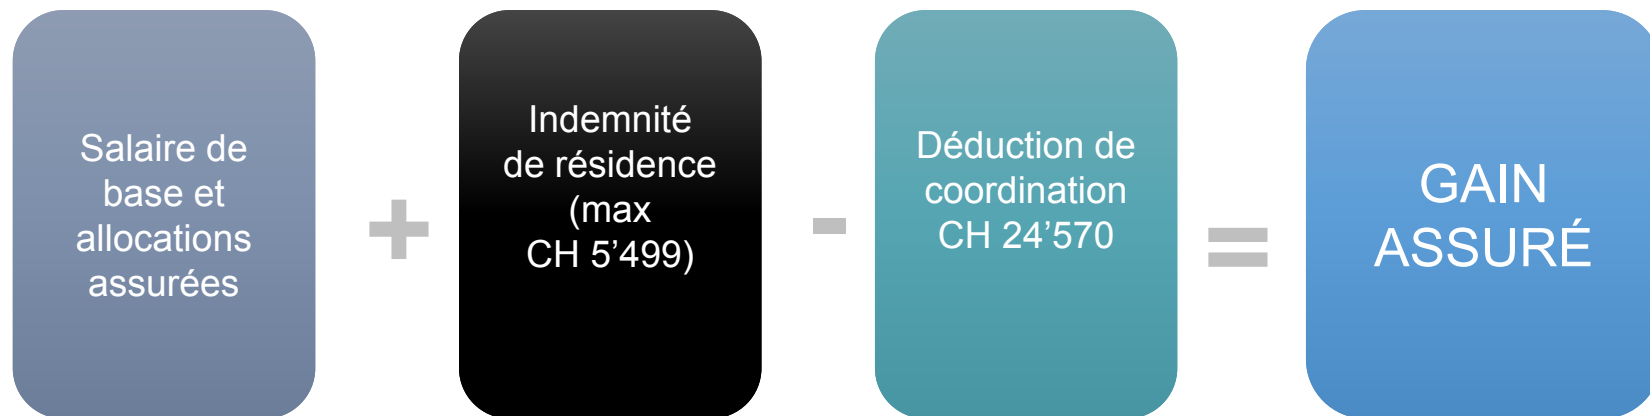 Salaire de
base et
allocations
assurées
+
Indemnité
de résidence
(max
CH 5’499)
-
Déduction de
coordination
CH 24’570
=
GAIN
ASSURÉ